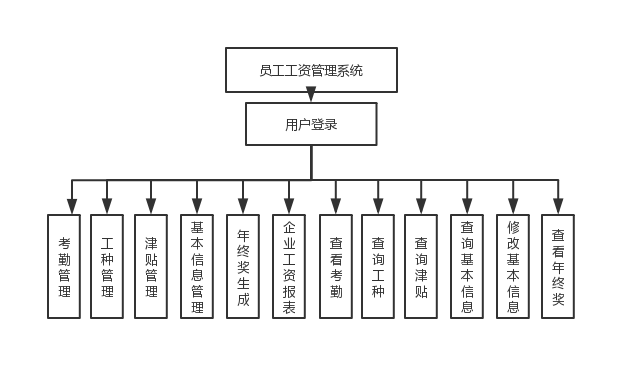 员工工资管理系统
用户登录
考勤管理
工种管理
津贴管理
基本信息管理
年终奖生成
企业工资报表
查看考勤
查询工种
查询津贴
查询基本信息
修改基本信息
查看年终奖